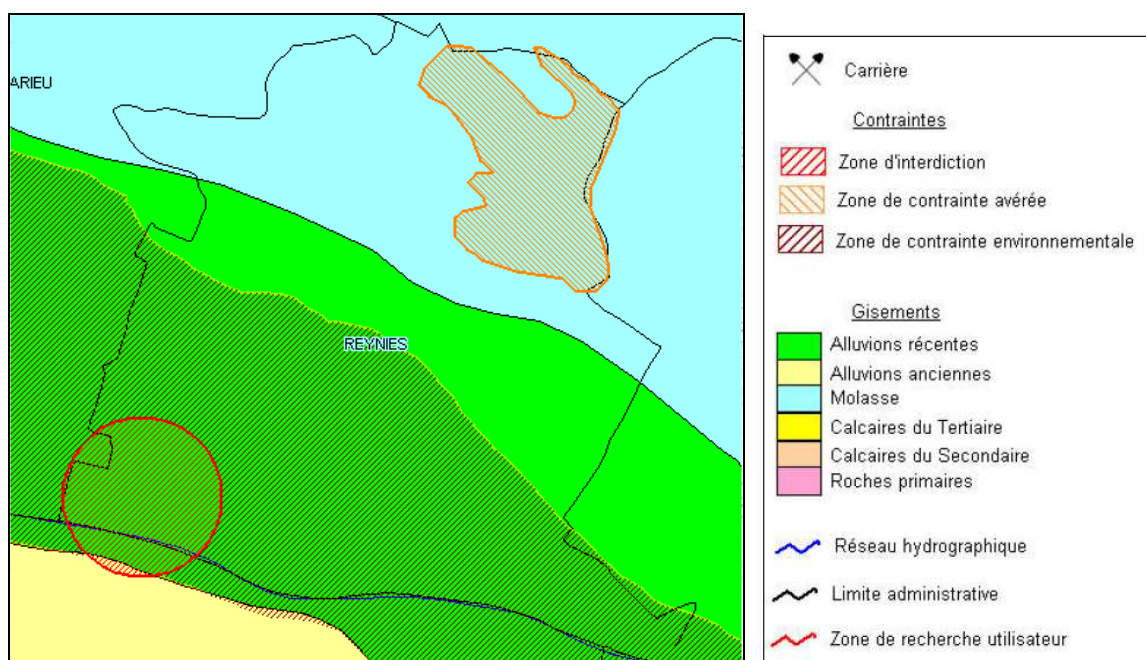 ARIEU
REYNIES
Carrière
Contraintes
Zone d'interdiction
Zone de contrainte avérée
Zone de contrainte environnementale
Gisements
Alluvions récentes
Alluvions anciennes
Molasse
Calcaires du Tertiaire
Calcaires du Secondaire
Roches primaires
Réseau hydrographique
Limite administrative
Zone de recherche utilisateur